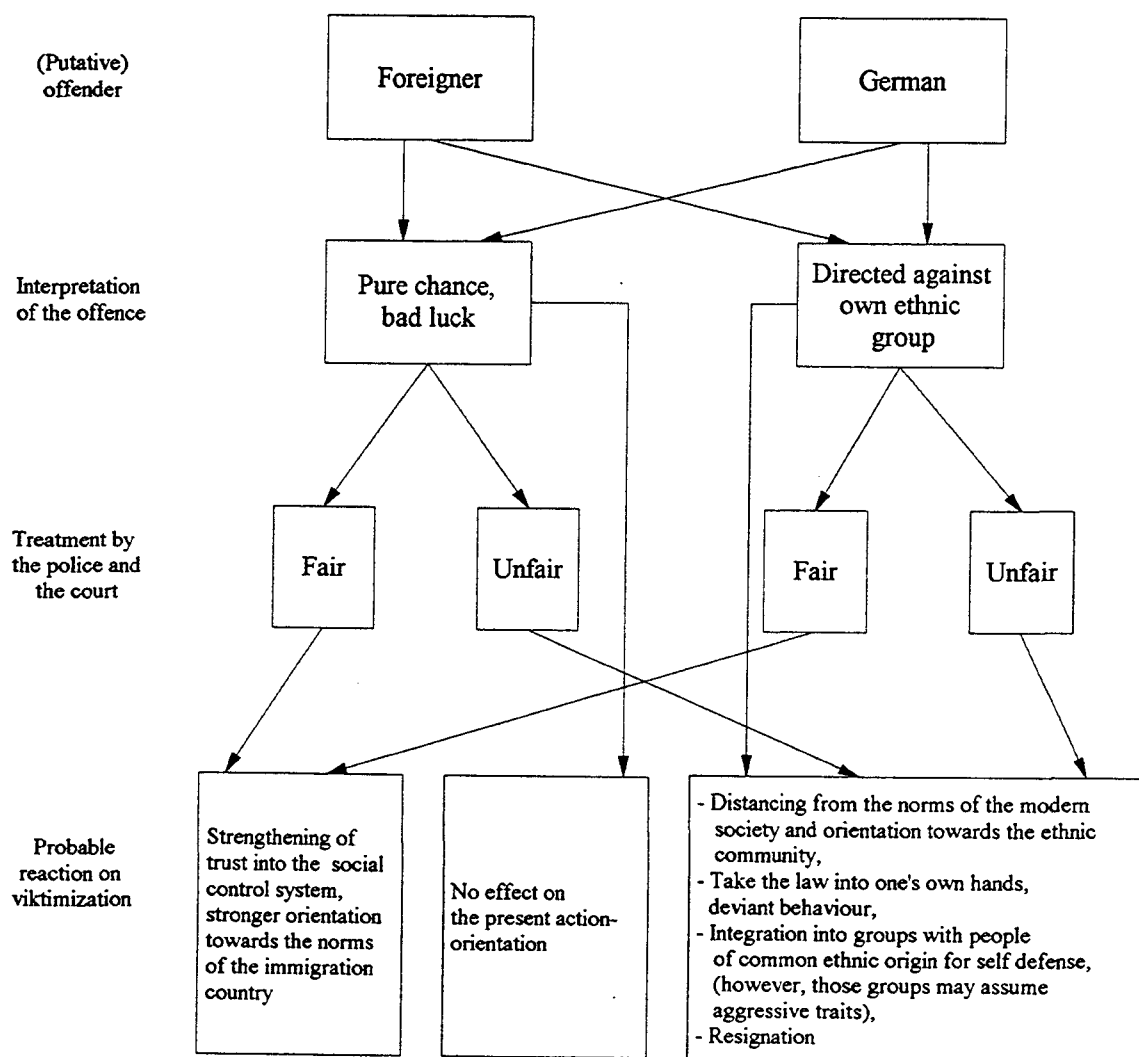 (Putative)
offender
Foreigner
German
Interpretation
of the offence
Pure chance,
bad luck
Directed against
own ethnic
group
Treatment by
the police and
the court
Fair
Unfair
Fair
Unfair
Probable
reaction on
viktimization
Strengthening of
trust into the social
control system,
stronger orientation
towards the norms
of the immigration
country
No effect on
the present action-
orientation
- Distancing from the norms of the modern
society and orientation towards the ethnic
community,
- Take the law into one's own hands,
deviant behaviour,
- Integration into groups with people
of common ethnic origin for self defense,
(however, those groups may assume
aggressive traits),
- Resignation